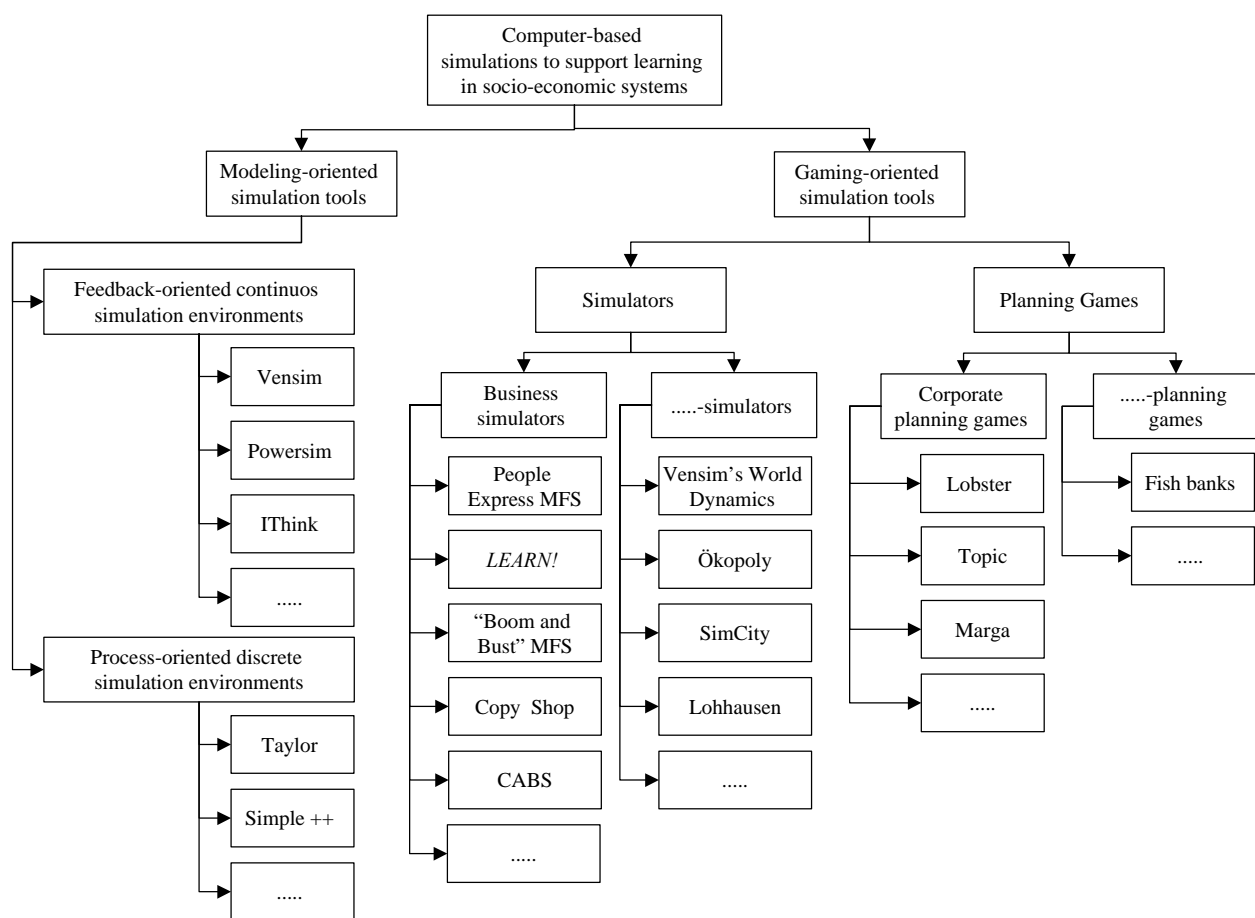 Computer-based
simulations to support learning
in socio-economic systems
Modeling-oriented
simulation tools
Gaming-oriented
simulation tools
Feedback-oriented continuos
simulation environments
Vensim
Powersim
IThink
.....
Process-oriented discrete
simulation environments
Taylor
Simple ++
.....
Simulators
Business
simulators
People
Express MFS
LEARN!
“Boom and
Bust” MFS
Copy Shop
CABS
.....
.....-simulators
Vensim’s World
Dynamics
Ökopoly
SimCity
Lohhausen
.....
Planning Games
Corporate
planning games
Lobster
Topic
Marga
.....
.....-planning
games
Fish banks
.....